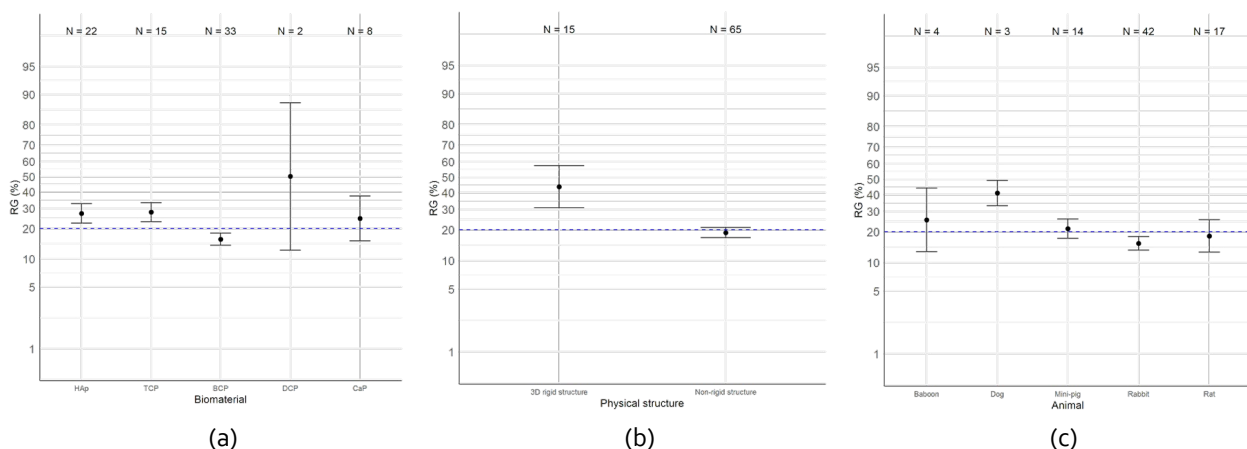 N = 22 N = 15 N = 33 N = 2 N = 8
95
90
80
70
60
50
40
30
20
10
5
1
RG (%)
HAp TCP BCP DCP CaP
Biomaterial
(a)
N = 15 N = 65
95
90
80
70
60
50
40
30
20
10
5
1
RG (%)
3D rigid structure Non-rigid structure
Physical structure
(b)
N = 4 N = 3 N = 14 N = 42 N = 17
95
90
80
70
60
50
40
30
20
10
5
1
RG (%)
Baboon Dog Mini-pig Rabbit Rat
Animal
(c)